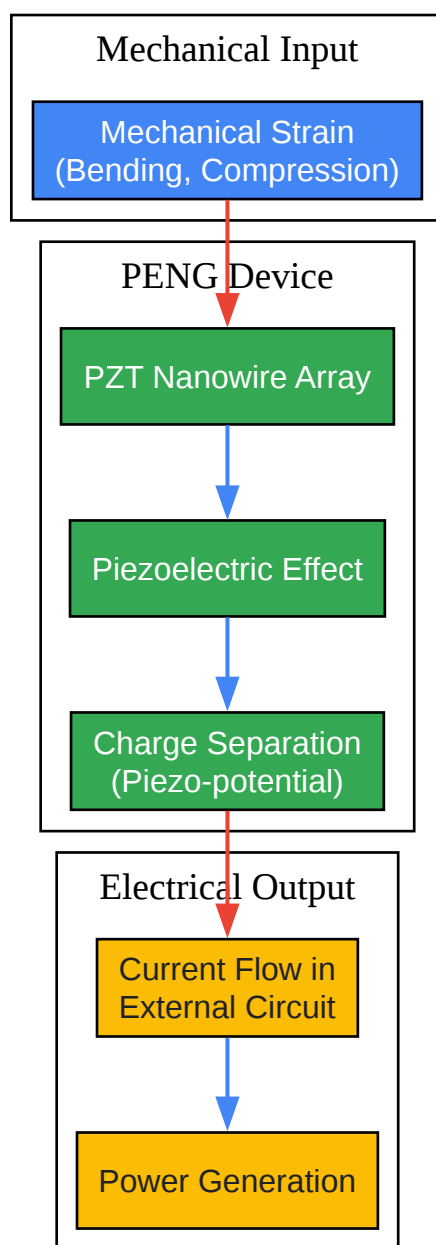 Mechanical Input
Mechanical Strain
(Bending, Compression)
PENG Device
PZT Nanowire Array
Piezoelectric Effect
Charge Separation
(Piezo-potential)
Electrical Output
Current Flow in
External Circuit
Power Generation